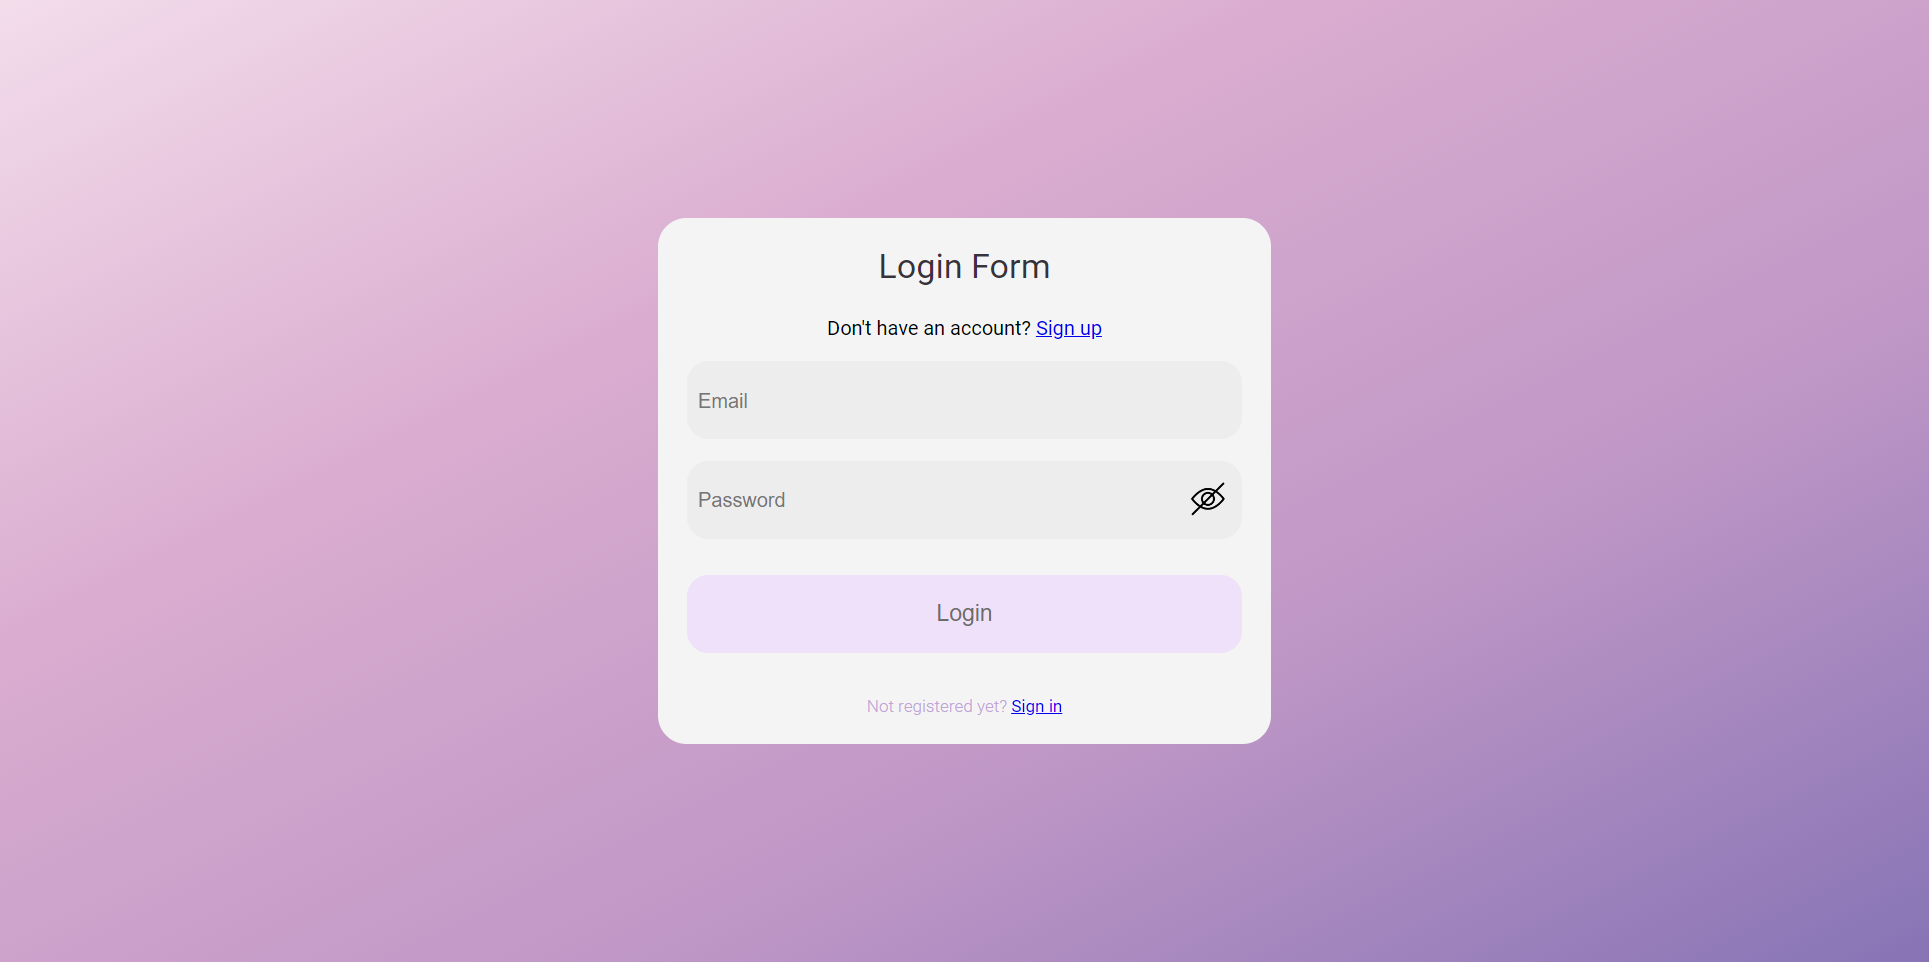 Login Form
Don't have an account? Sign up
Email
Password
Login
Not registered yet? Sign in